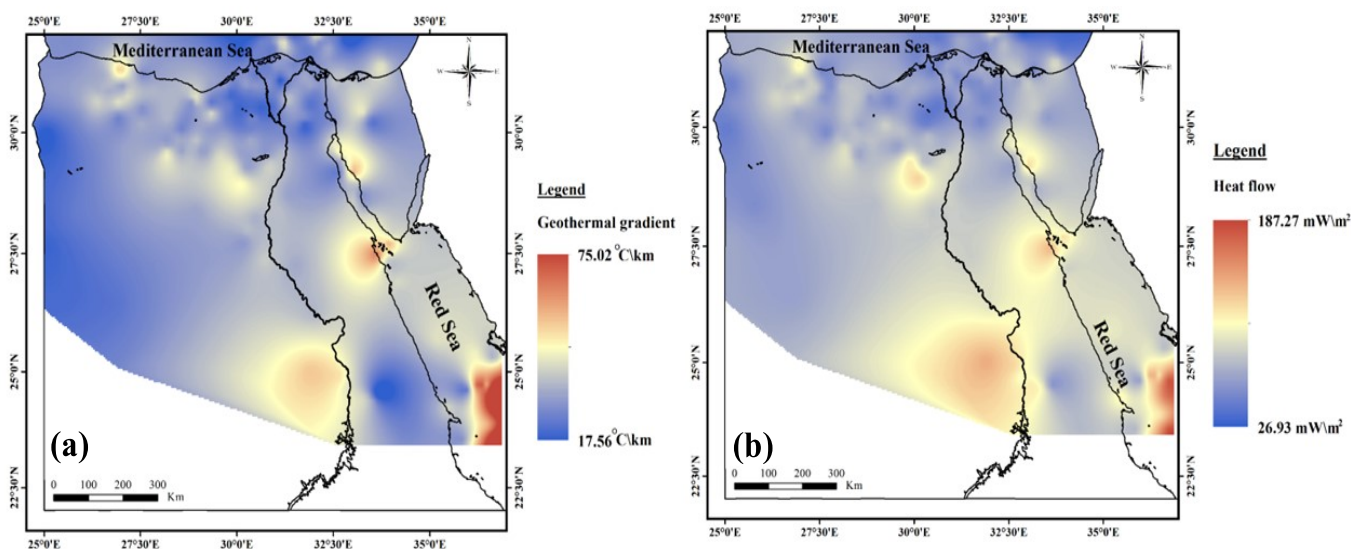 25°0'E 27°30'E 30°0'E 32°30'E 35°0'E
Mediterranean Sea
N
W E
S
30°0'N 30°0'N
27°30'N 27°30'N
25°0'N 25°0'N
22°30'N 22°30'N
Red Sea
(a)
0 100 200 300
Km
25°0'E 27°30'E 30°0'E 32°30'E 35°0'E
Legend
Geothermal gradient
75.02 °C\km
17.56 °C\km
25°0'E 27°30'E 30°0'E 32°30'E 35°0'E
Mediterranean Sea
N
W E
S
30°0'N 30°0'N
27°30'N 27°30'N
25°0'N 25°0'N
22°30'N 22°30'N
Red Sea
(b)
0 100 200 300
Km
25°0'E 27°30'E 30°0'E 32°30'E 35°0'E
Legend
Heat flow
187.27 mW\m²
26.93 mW\m²